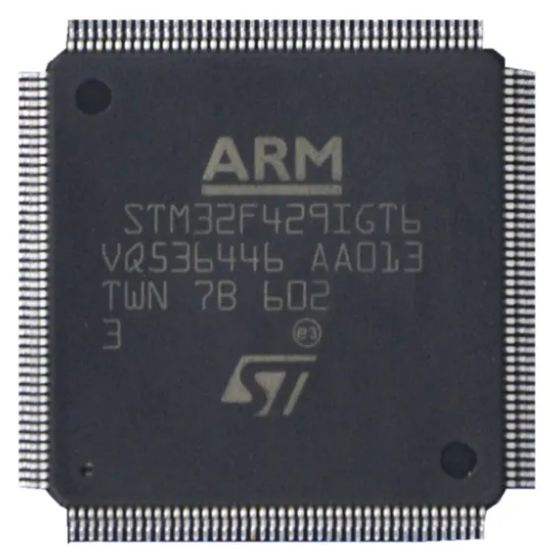 ARM
STM32F429IGT6
VQ536446 AA013
TWN 7B 602
3 e3
ST